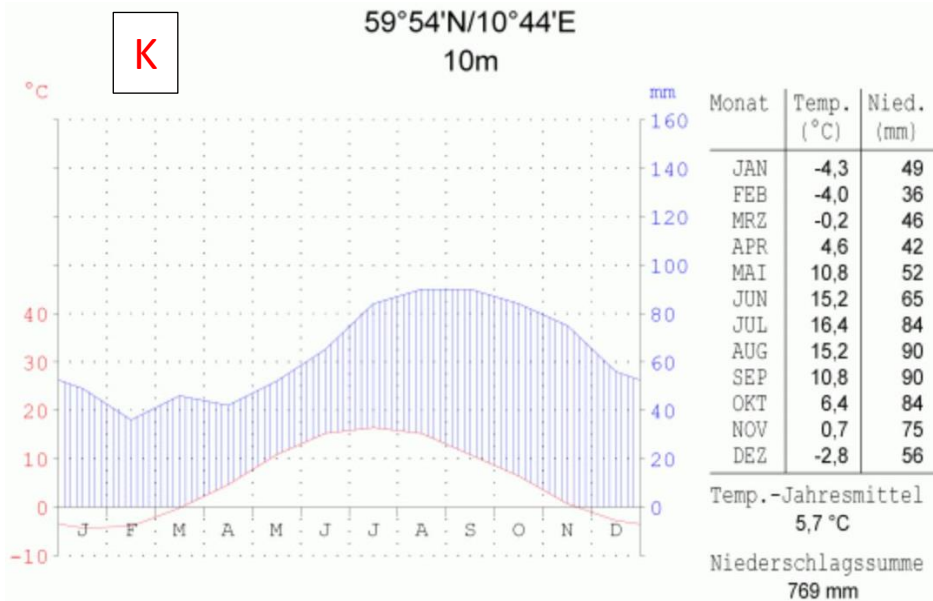 59°54'N/10°44'E
10m
K
°C
mm
160
140
120
100
40 80
30 60
20 40
10 20
0 0
-10
J F M A M J J A S O N D
Monat Temp. Nied.
(°C) (mm)
JAN -4,3 49
FEB -4,0 36
MRZ -0,2 46
APR 4,6 42
MAI 10,8 52
JUN 15,2 65
JUL 16,4 84
AUG 15,2 90
SEP 10,8 90
OKT 6,4 84
NOV 0,7 75
DEZ -2,8 56
Temp.-Jahresmittel
5,7 °C
Niederschlagssumme
769 mm